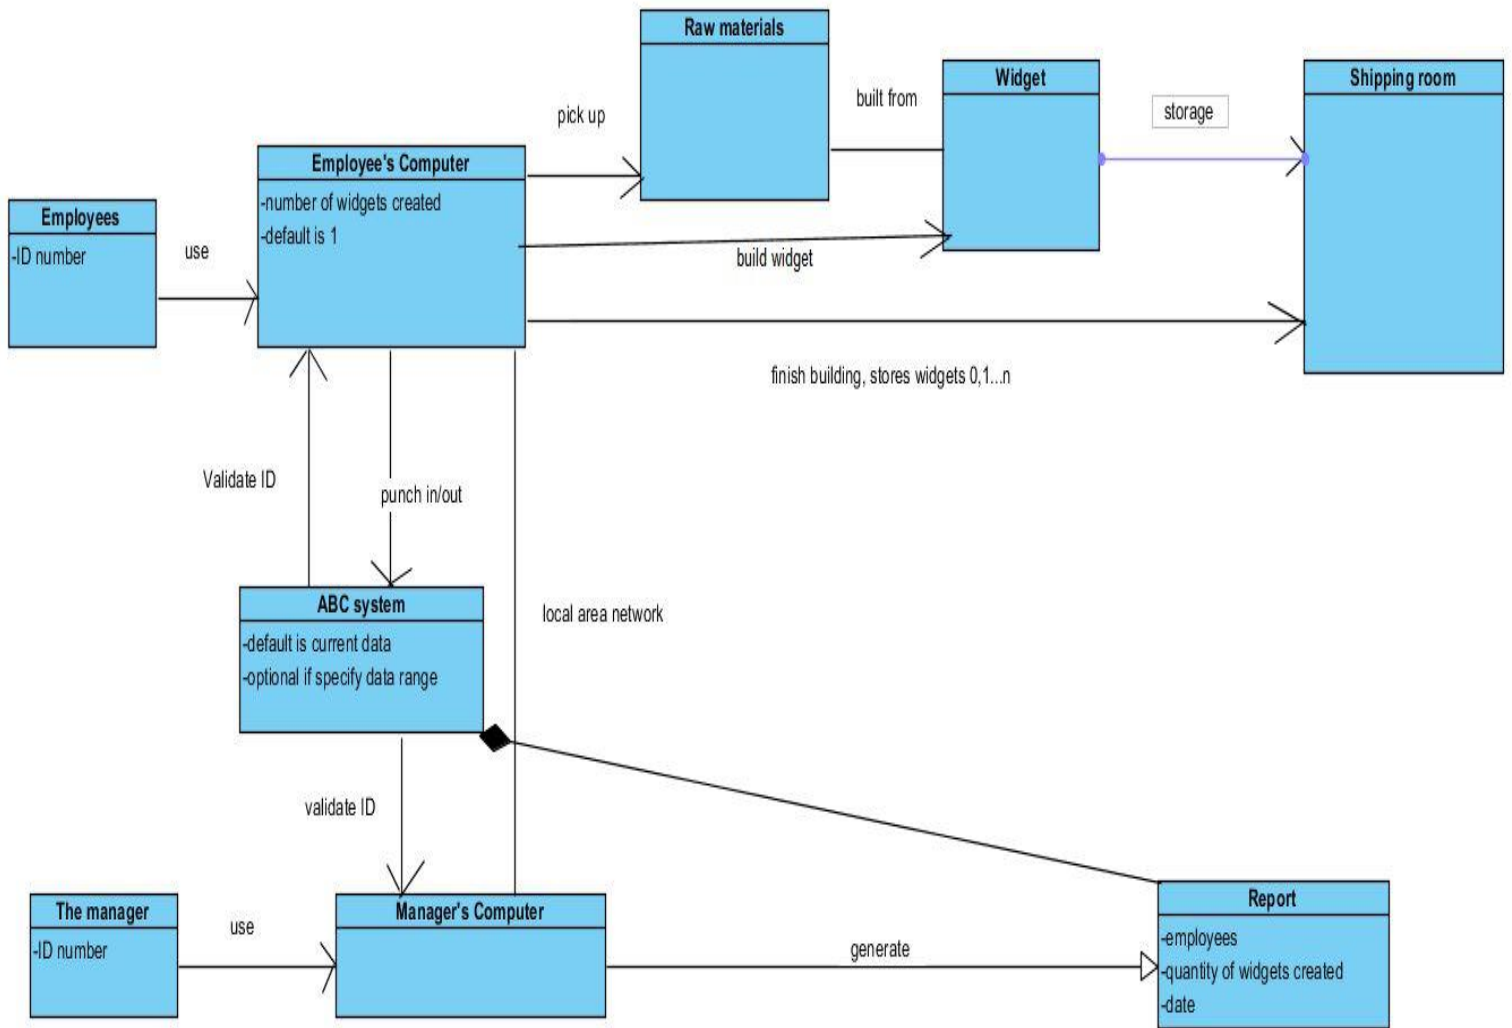 Raw materials
Widget
Shipping room
built from
storage
pick up
Employee's Computer
-number of widgets created
-default is 1
Employees
-ID number
use
build widget
finish building, stores widgets 0,1...n
Validate ID
punch in/out
ABC system
-default is current data
-optional if specify data range
local area network
validate ID
The manager
-ID number
use
Manager's Computer
generate
Report
-employees
-quantity of widgets created
-date